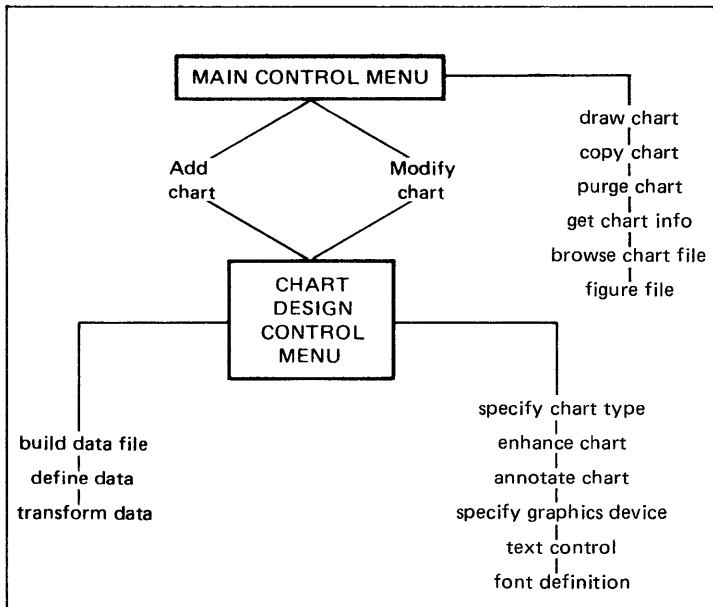 MAIN CONTROL MENU
draw chart
copy chart
purge chart
get chart info
browse chart file
figure file
Add
chart
Modify
chart
CHART
DESIGN
CONTROL
MENU
build data file
define data
transform data
specify chart type
enhance chart
annotate chart
specify graphics device
text control
font definition